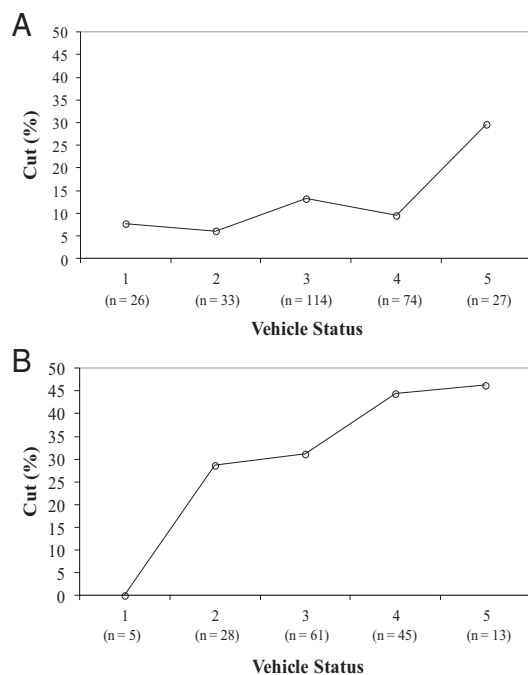 A
50
45
40
35
30
25
20
15
10
5
0
Cut (%)
1 2 3 4 5
(n = 26) (n = 33) (n = 114) (n = 74) (n = 27)
Vehicle Status
B
50
45
40
35
30
25
20
15
10
5
0
Cut (%)
1 2 3 4 5
(n = 5) (n = 28) (n = 61) (n = 45) (n = 13)
Vehicle Status